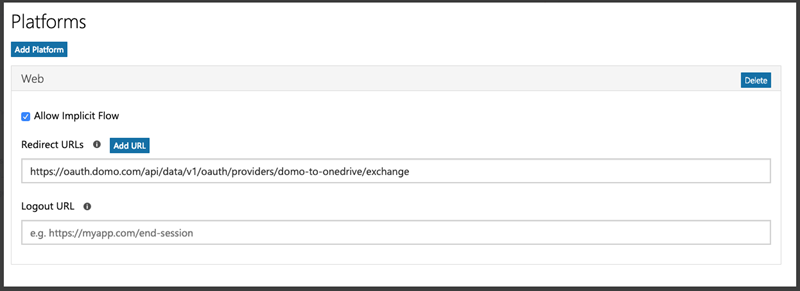 Platforms
Add Platform
Web
Delete
Allow Implicit Flow
Redirect URLs
Add URL
https://oauth.domo.com/api/data/v1/oauth/providers/domo-to-onedrive/exchange
Logout URL
e.g. https://myapp.com/end-session